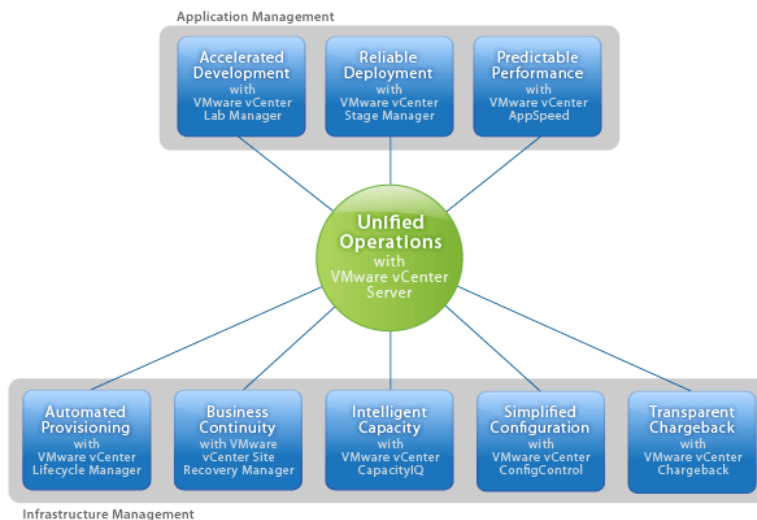 Application Management
Accelerated
Development
with
VMware vCenter
Lab Manager
Reliable
Deployment
with
VMware vCenter
Stage Manager
Predictable
Performance
with
VMware vCenter
AppSpeed
Unified
Operations
with
VMware vCenter
Server
Automated
Provisioning
with
VMware vCenter
Lifecycle Manager
Business
Continuity
with VMware
vCenter Site
Recovery Manager
Intelligent
Capacity
with
VMware vCenter
CapacityIQ
Simplified
Configuration
with
VMware vCenter
ConfigControl
Transparent
Chargeback
with
VMware vCenter
Chargeback
Infrastructure Management